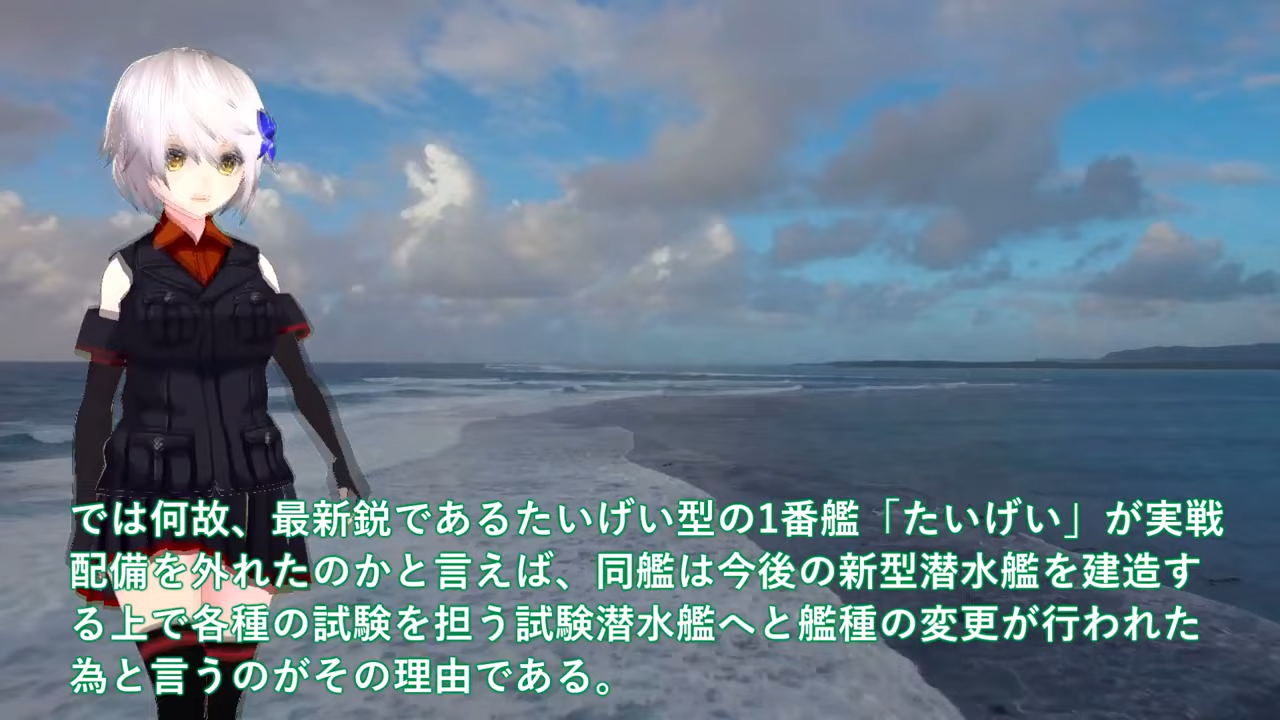 では何故、最新鋭であるたいげい型の1番艦「たいげい」が実戦
配備を外れたのかと言えば、同艦は今後の新型潜水艦を建造す
る上で各種の試験を担う試験潜水艦へと艦種の変更が行われた
為と言うのがその理由である。